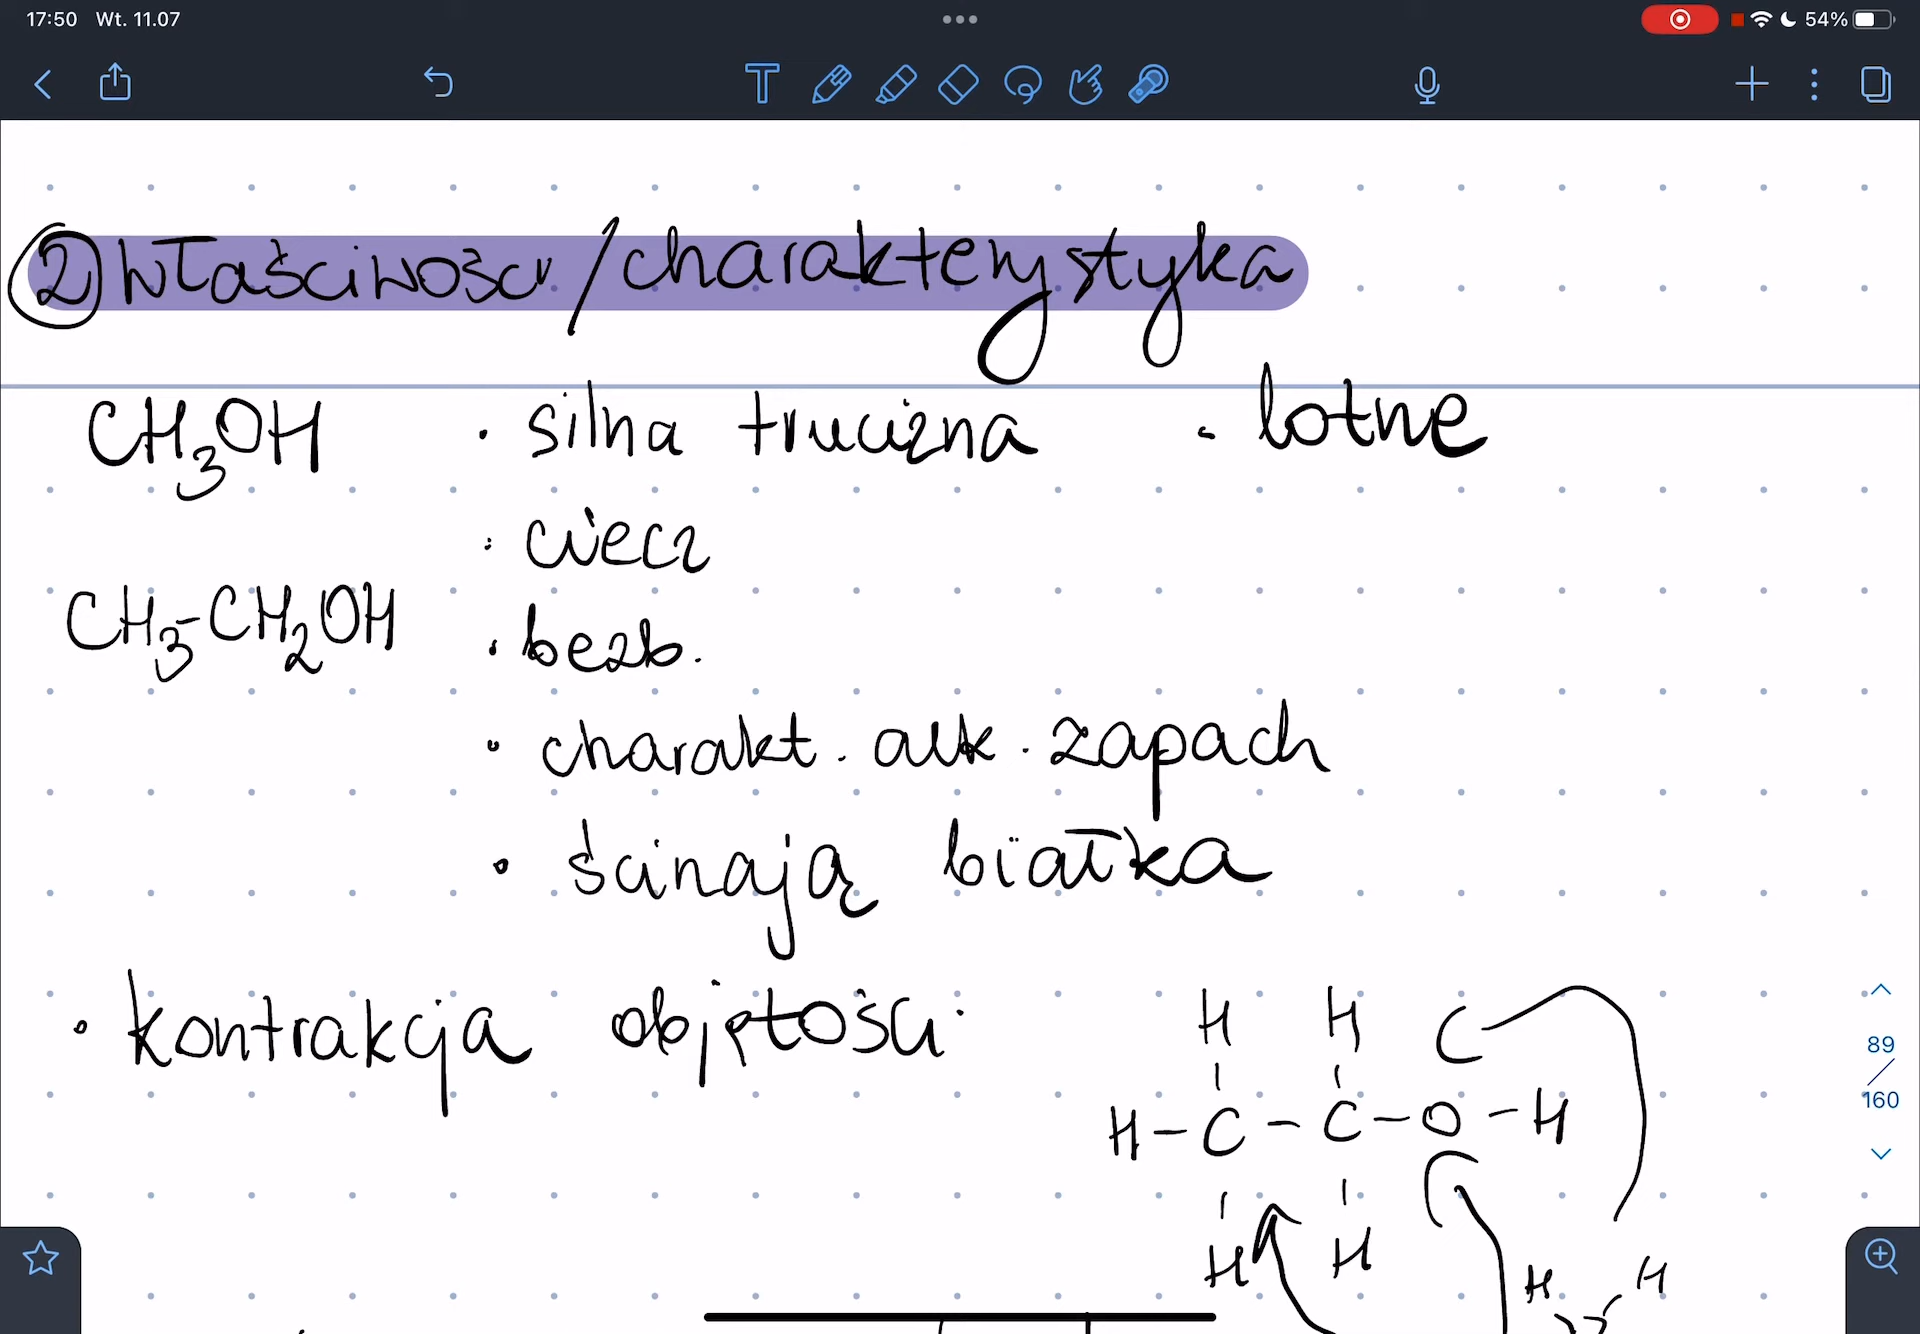 17:50 Wt. 11.07 54%
2) Właściwości / charakterystyka
CH3OH · silna trucizna · lotne
· ciecz
CH3-CH2OH · bezb.
· charakt. alk. zapach
· ścinają białka
· kontrakcja objętości
H H
89
H-C-C-O-H
160
H H
H H